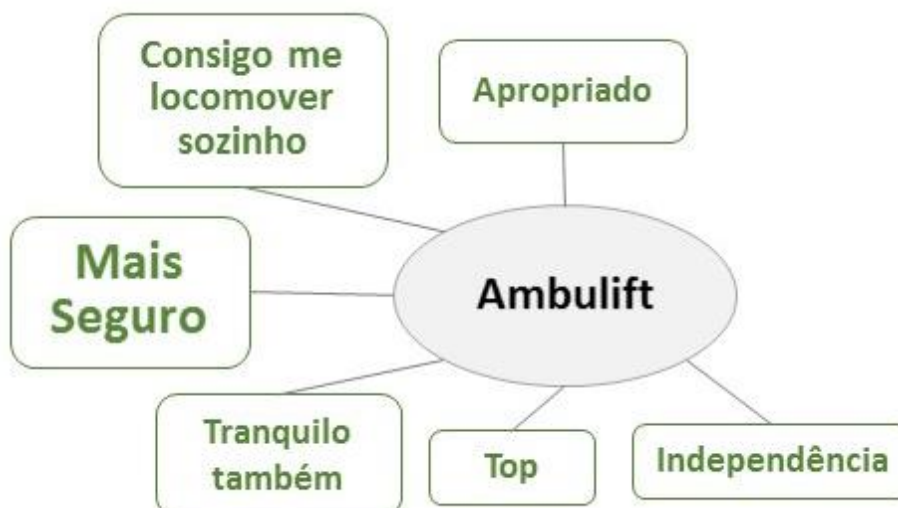 Consigo me
locomover
sozinho
Apropriado
Mais
Seguro
Ambulift
Tranquilo
também
Top
Independência